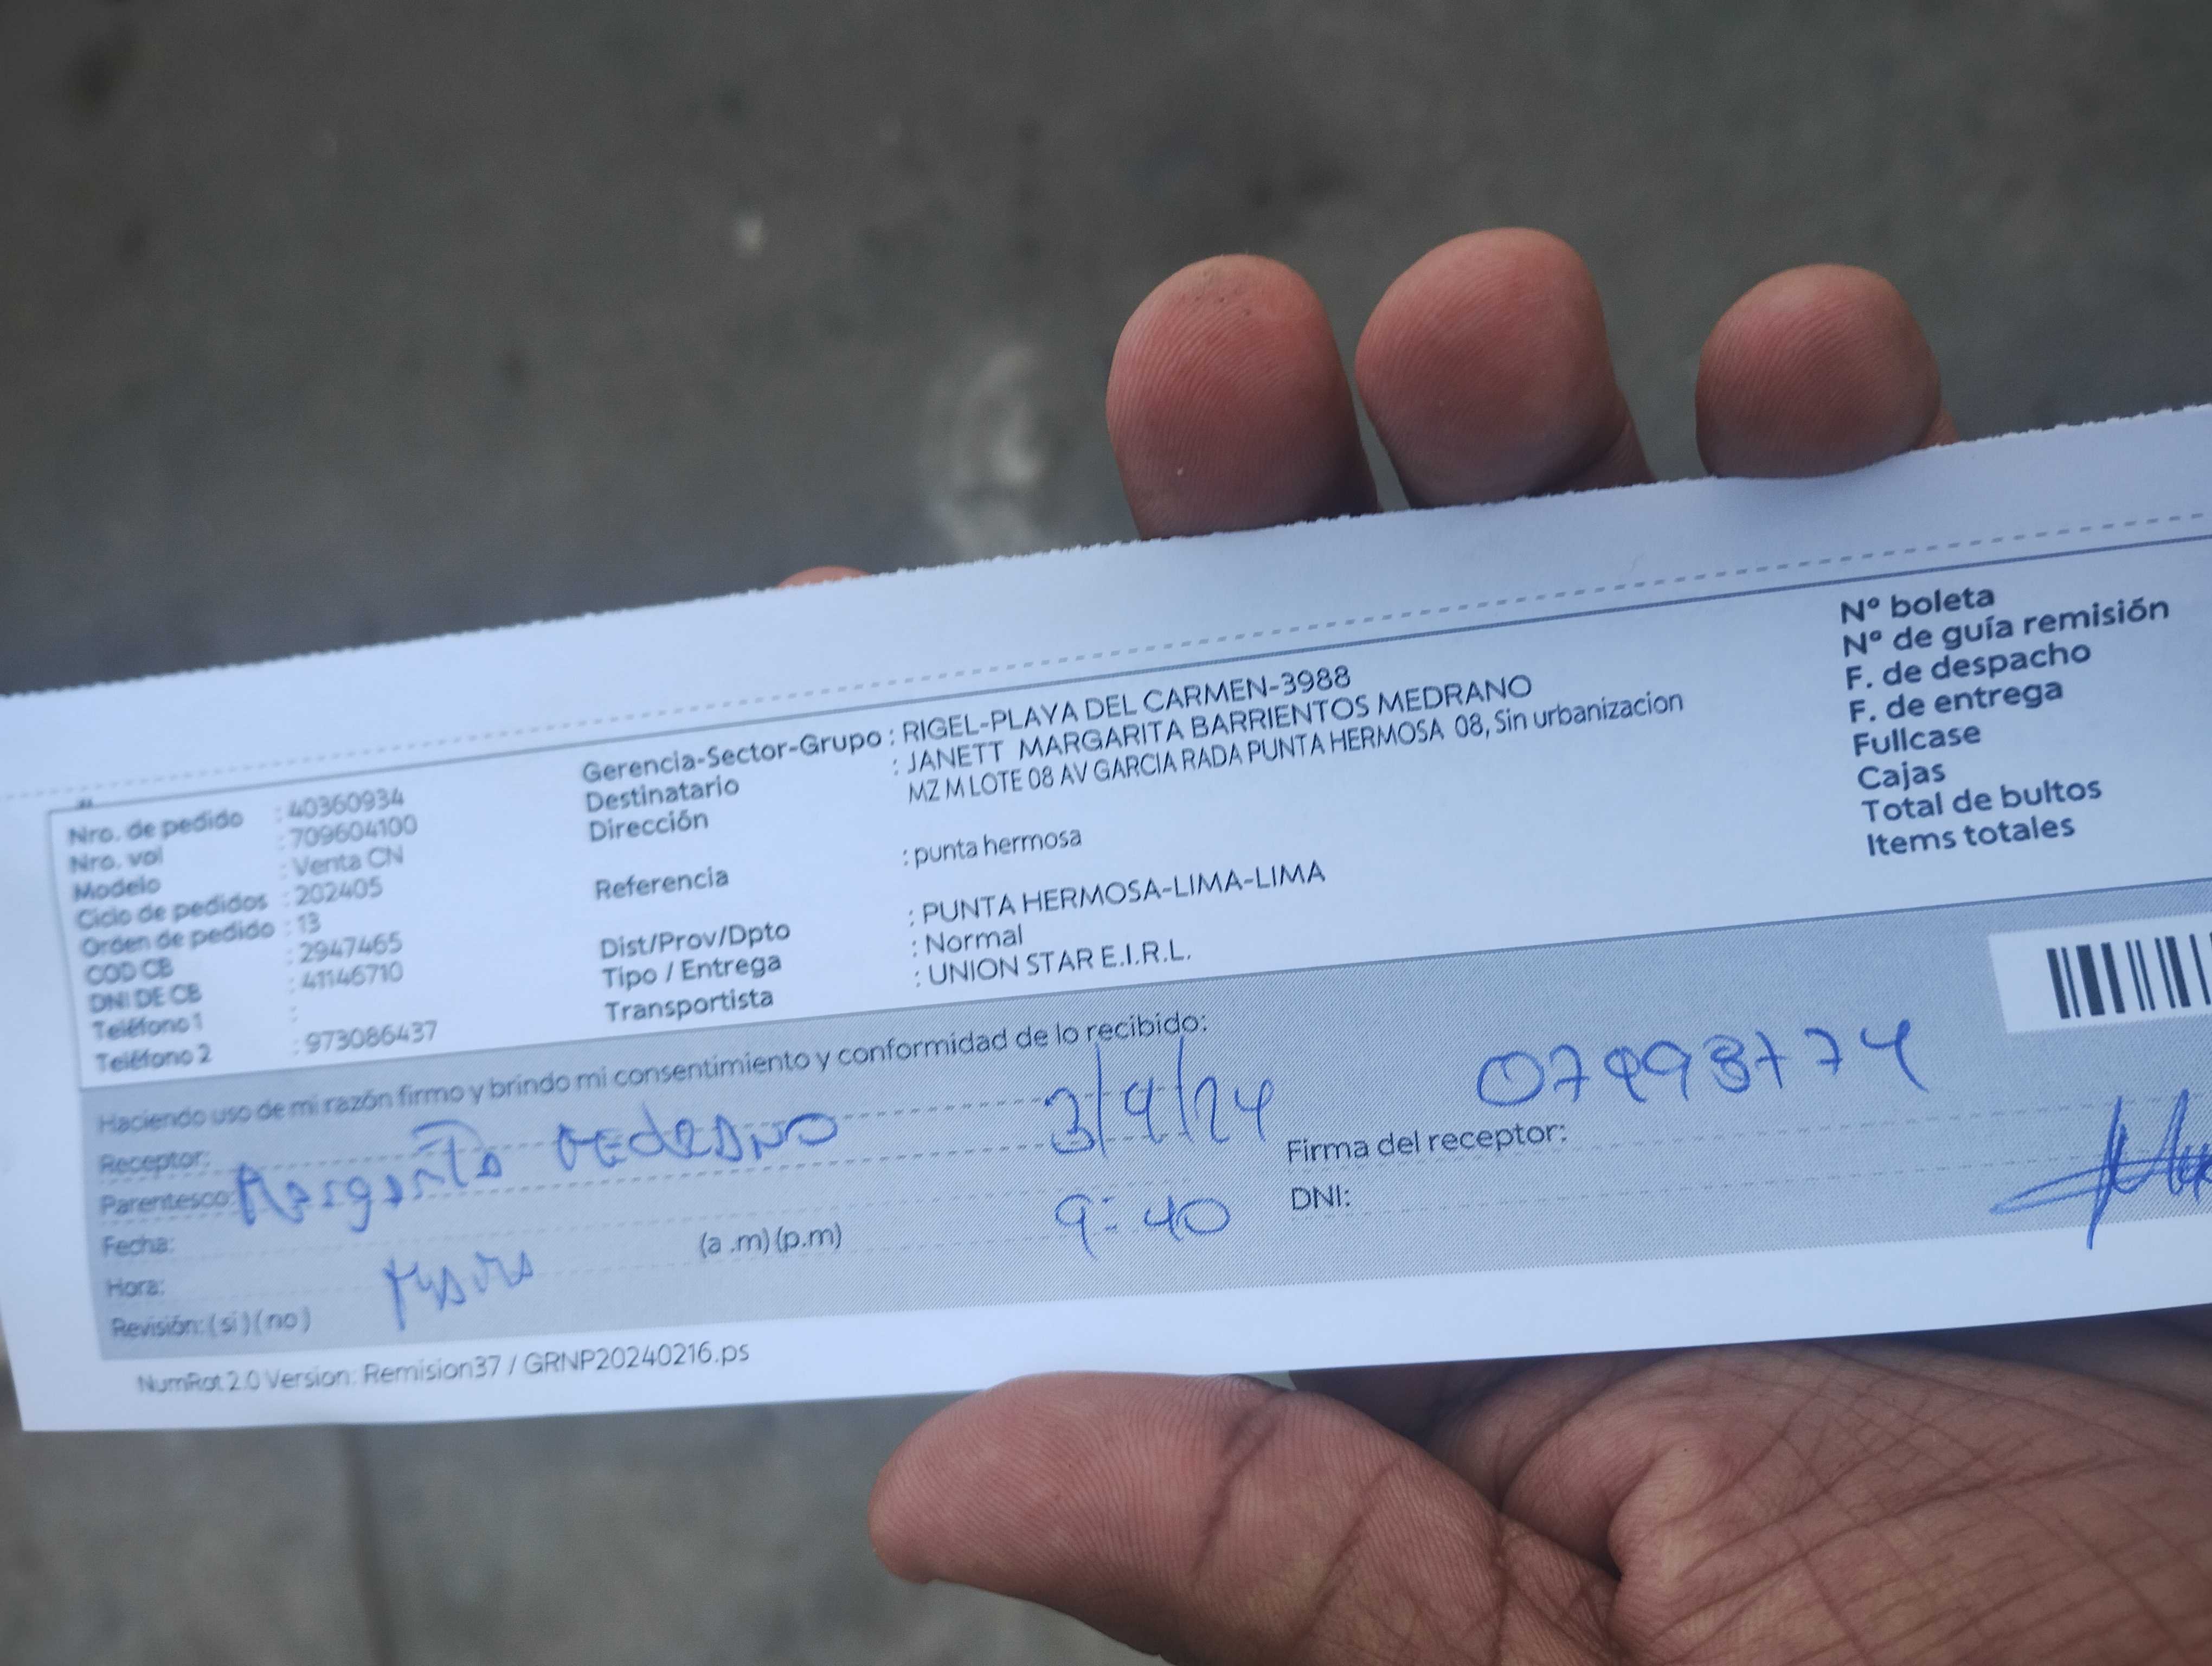 Nro. de pedido : 40360934
Nro. vol : 709604100
Modelo : Venta CN
Ciclo de pedidos : 202405
Orden de pedido : 13
COD CB : 2947465
DNI DE CB : 41146710
Teléfono 1 :
Teléfono 2 : 973086437
Gerencia-Sector-Grupo : RIGEL-PLAYA DEL CARMEN-3988
Destinatario : JANETT MARGARITA BARRIENTOS MEDRANO
Dirección MZ M LOTE 08 AV GARCIA RADA PUNTA HERMOSA 08, Sin urbanizacion
Referencia : punta hermosa
Dist/Prov/Dpto : PUNTA HERMOSA-LIMA-LIMA
Tipo / Entrega : Normal
Transportista : UNION STAR E.I.R.L.
Nº boleta
Nº de guía remisión
F. de despacho
F. de entrega
Fullcase
Cajas
Total de bultos
Items totales
Haciendo uso de mi razón firmo y brindo mi consentimiento y conformidad de lo recibido:
Receptor:
Parentesco:
Fecha: 3/4/24
Hora: (a .m) (p.m) 9:40
Revisión: ( si ) ( no )
Firma del receptor:
DNI:
NumRot 2.0 Version: Remision37 / GRNP20240216.ps